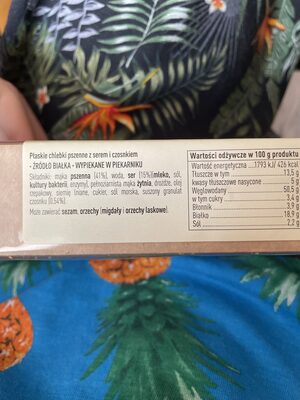 Płaskie chlebki pszenne z serem i czosnkiem
- ŹRÓDŁO BIAŁKA - WYPIEKANE W PIEKARNIKU
Składniki: mąka pszenna (41%), woda, ser (15%)(mleko, sól,
kultury bakterii, enzymy), pełnoziarnista mąka żytnia, drożdże, olej
rzepakowy, siemię lniane, cukier, sól morska, suszony granulat
czosnku (0.54%).
Może zawierać sezam, orzechy (migdały i orzechy laskowe).
Wartości odżywcze w 100 g produktu
Wartość energetyczna ....1793 kJ/ 426 kcal
Tłuszcze w tym 13,5 g
kwasy tłuszczowe nasycone 5 g
Węglowodany 50.5 g
w tym cukry 3.4 g
Błonnik 3.9 g
Białko 18.9 g
Sól 2.2 g